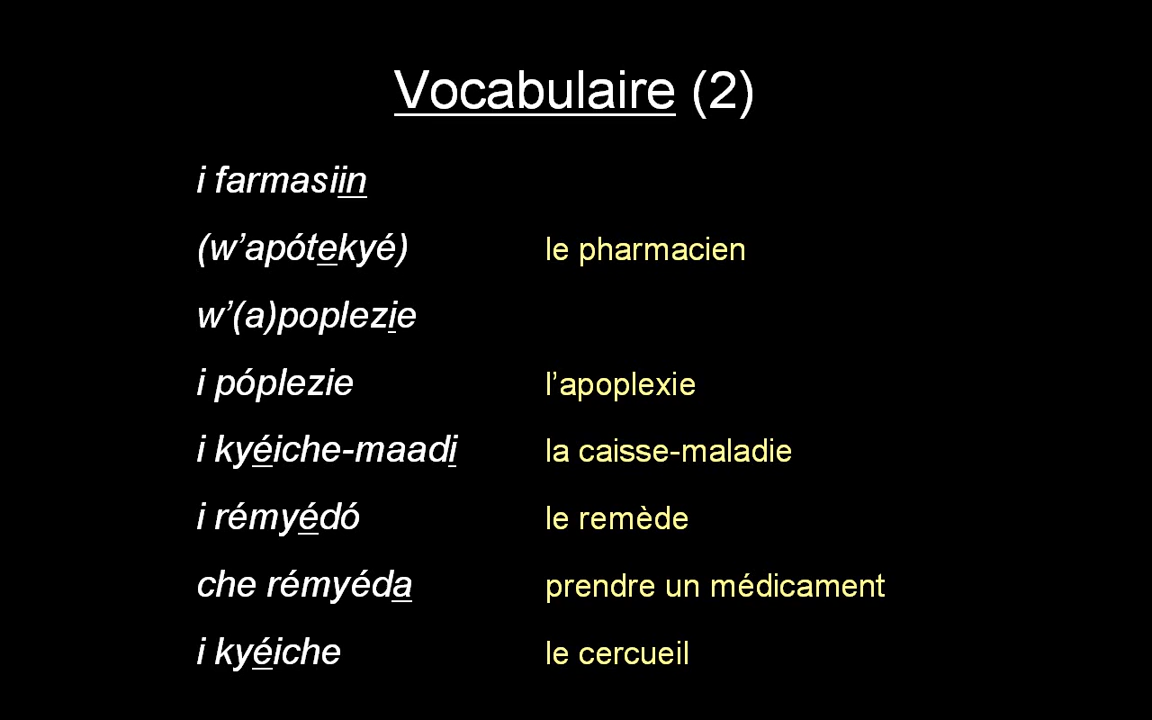 Vocabulaire (2)
i farmasiin
(w’apótekyé) le pharmacien
w’(a)poplezie
i póplezie l’apoplexie
i kyéiche-maadi la caisse-maladie
i rémyédó le remède
che rémyéda prendre un médicament
i kyéiche le cercueil